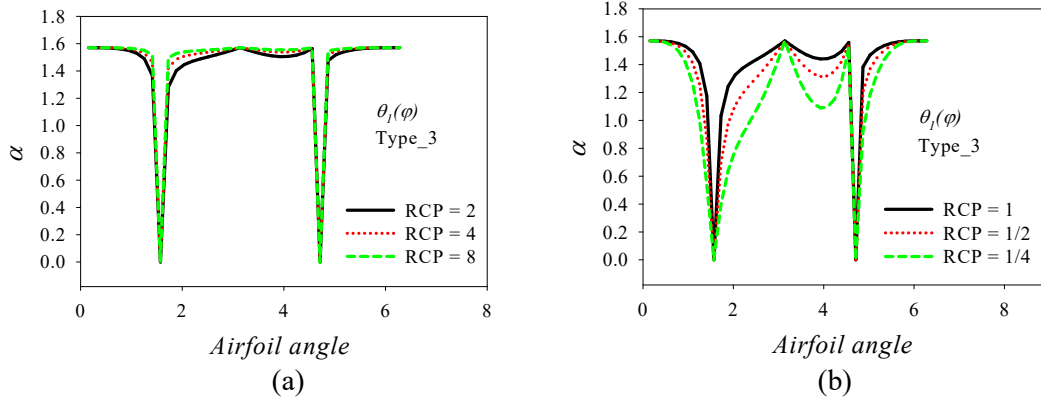 1.8
1.6
1.4
1.2
1.0
0.8
0.6
0.4
0.2
0.0
α
θ₁(φ)
Type_3
RCP = 2
RCP = 4
RCP = 8
0 2 4 6 8
Airfoil angle
(a)
1.8
1.6
1.4
1.2
1.0
0.8
0.6
0.4
0.2
0.0
α
θ₁(φ)
Type_3
RCP = 1
RCP = 1/2
RCP = 1/4
0 2 4 6 8
Airfoil angle
(b)